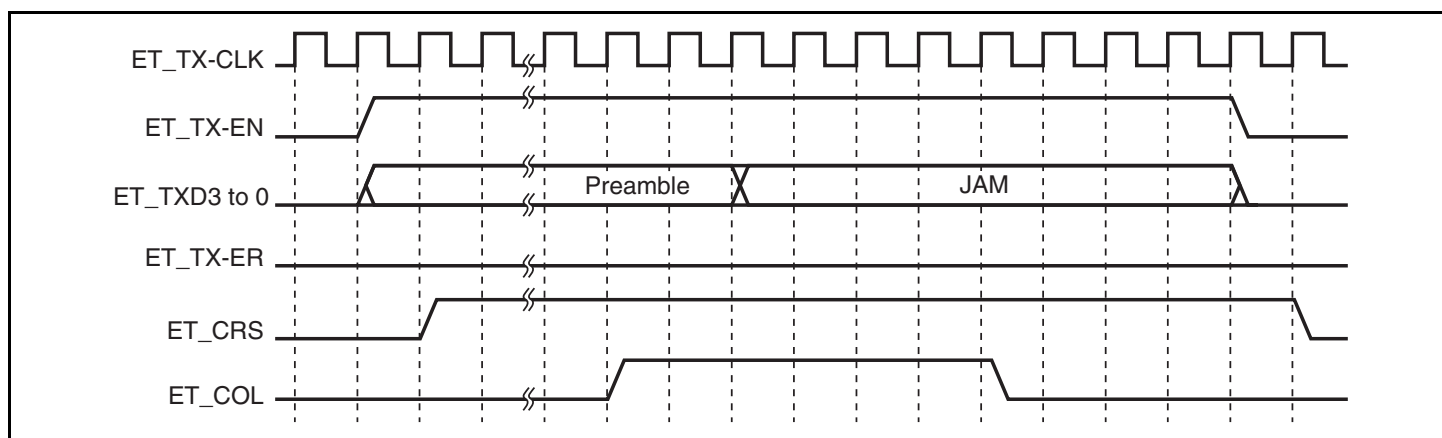 ET_TX-CLK
ET_TX-EN
ET_TXD3 to 0
Preamble
JAM
ET_TX-ER
ET_CRS
ET_COL